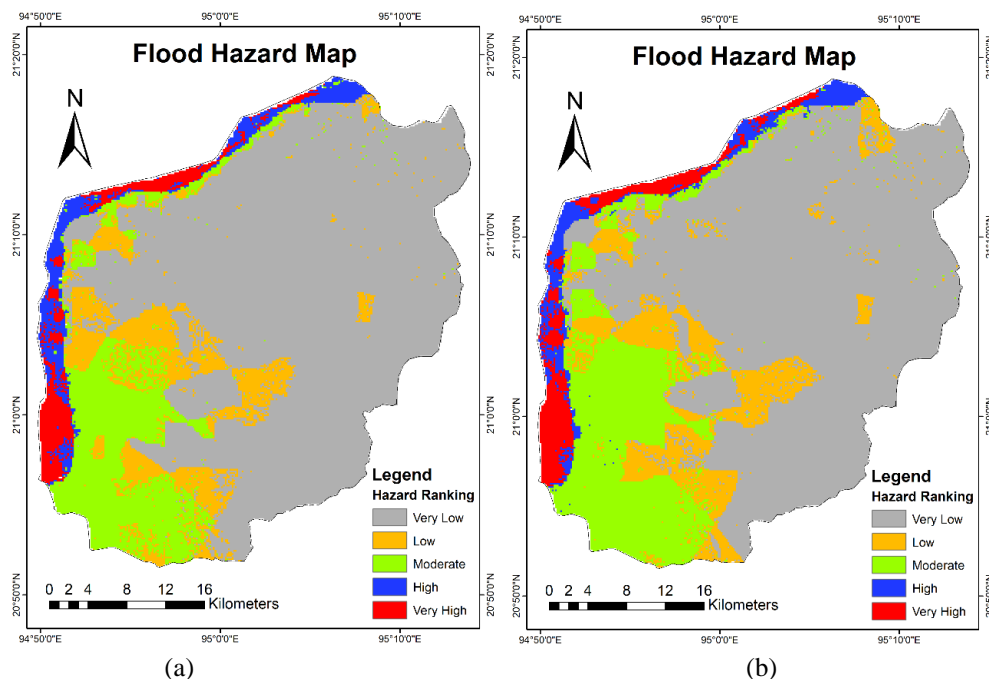 94°50'0"E 95°0'0"E 95°10'0"E
Flood Hazard Map
N
21°20'0"N
21°10'0"N
21°0'0"N
20°50'0"N
21°20'0"N
21°10'0"N
21°0'0"N
Legend
Hazard Ranking
Very Low
Low
Moderate
High
Very High
0 2 4 8 12 16
Kilometers
94°50'0"E 95°0'0"E 95°10'0"E
(a)
94°50'0"E 95°0'0"E 95°10'0"E
Flood Hazard Map
N
21°10'0"N
21°0'0"N
Legend
Hazard Ranking
Very Low
Low
Moderate
High
Very High
0 2 4 8 12 16
Kilometers
94°50'0"E 95°0'0"E 95°10'0"E
(b)